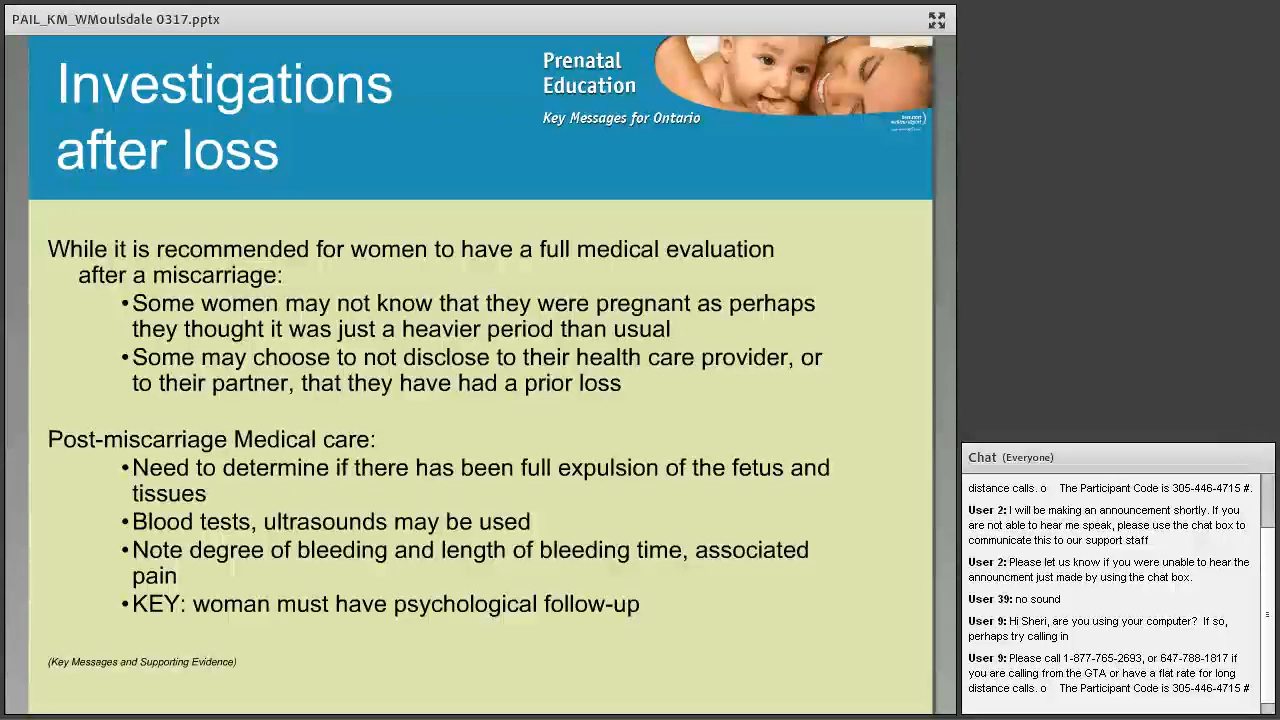 PAIL_KM_WMoulsdale 0317.pptx
Investigations
after loss
Prenatal
Education
Key Messages for Ontario
While it is recommended for women to have a full medical evaluation
after a miscarriage:
•Some women may not know that they were pregnant as perhaps
they thought it was just a heavier period than usual
•Some may choose to not disclose to their health care provider, or
to their partner, that they have had a prior loss
Post-miscarriage Medical care:
•Need to determine if there has been full expulsion of the fetus and
tissues
•Blood tests, ultrasounds may be used
•Note degree of bleeding and length of bleeding time, associated
pain
•KEY: woman must have psychological follow-up
(Key Messages and Supporting Evidence)
Chat (Everyone)
distance calls. o The Participant Code is 305-446-4715 #.
User 2: I will be making an announcement shortly. If you
are not able to hear me speak, please use the chat box to
communicate this to our support staff
User 2: Please let us know if you were unable to hear the
announcment just made by using the chat box.
User 39: no sound
User 9: Hi Sheri, are you using your computer? If so,
perhaps try calling in
User 9: Please call 1-877-765-2693, or 647-788-1817 if
you are calling from the GTA or have a flat rate for long
distance calls. o The Participant Code is 305-446-4715 #